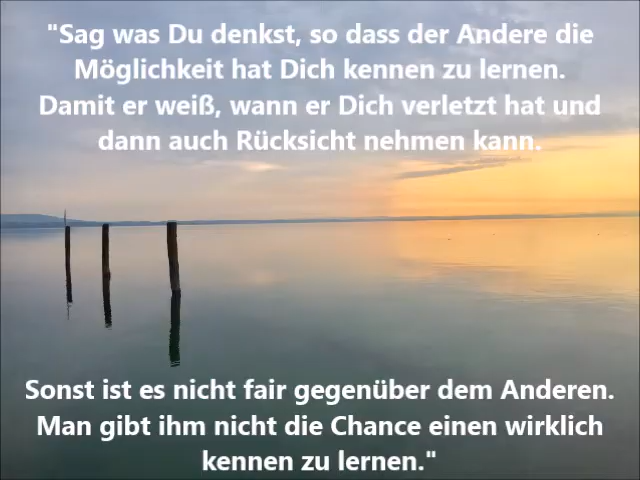 "Sag was Du denkst, so dass der Andere die
Möglichkeit hat Dich kennen zu lernen.
Damit er weiß, wann er Dich verletzt hat und
dann auch Rücksicht nehmen kann.
Sonst ist es nicht fair gegenüber dem Anderen.
Man gibt ihm nicht die Chance einen wirklich
kennen zu lernen."